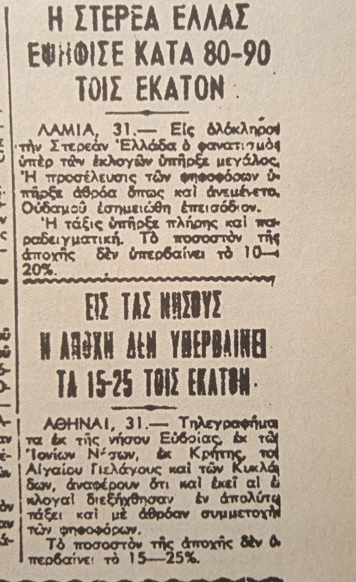 Η ΣΤΕΡΕΑ ΕΛΛΑΣ
ΕΨΗΦΙΣΕ ΚΑΤΑ 80-90
ΤΟΙΣ ΕΚΑΤΟΝ
ΛΑΜΙΑ, 31.— Εἰς ὁλόκληρον
τὴν Στερεὰν Ἑλλάδα ὁ φανατισμὸς
ὑπὲρ τῶν ἐκλογῶν ὑπῆρξε μεγάλος.
Ἡ προσέλευσις τῶν ψηφοφόρων ὑ-
πῆρξε ἀθρόα ὅπως καὶ ἀνεμένετο.
Οὐδαμοῦ ἐσημειώθη ἐπεισόδιον.
Ἡ τάξις ὑπῆρξε πλήρης καὶ πα-
ραδειγματική. Τὸ ποσοστὸν τῆς
ἀποχῆς δὲν ὑπερβαίνει τὸ 10—
20%.
ΕΙΣ ΤΑΣ ΝΗΣΟΥΣ
Η ΑΠΟΧΗ ΔΕΝ ΥΠΕΡΒΑΙΝΕΙ
ΤΑ 15-25 ΤΟΙΣ ΕΚΑΤΟΝ
ΑΘΗΝΑΙ, 31.— Τηλεγραφήμα
τα ἐκ τῆς νήσου Εὐβοίας, ἐκ τῶν
Ἰονίων Νήσων, ἐκ Κρήτης, τοῦ
Αἰγαίου Πελάγους καὶ τῶν Κυκλά
δων, ἀναφέρουν ὅτι καὶ ἐκεῖ αἱ ἐ
κλογαὶ διεξήχθησαν ἐν ἀπολύτῳ
τάξει καὶ μὲ ἀθρόαν συμμετοχὴν
τῶν ψηφοφόρων.
Τὸ ποσοστὸν τῆς ἀποχῆς δὲν ὑ-
περβαίνει τὸ 15—25%.